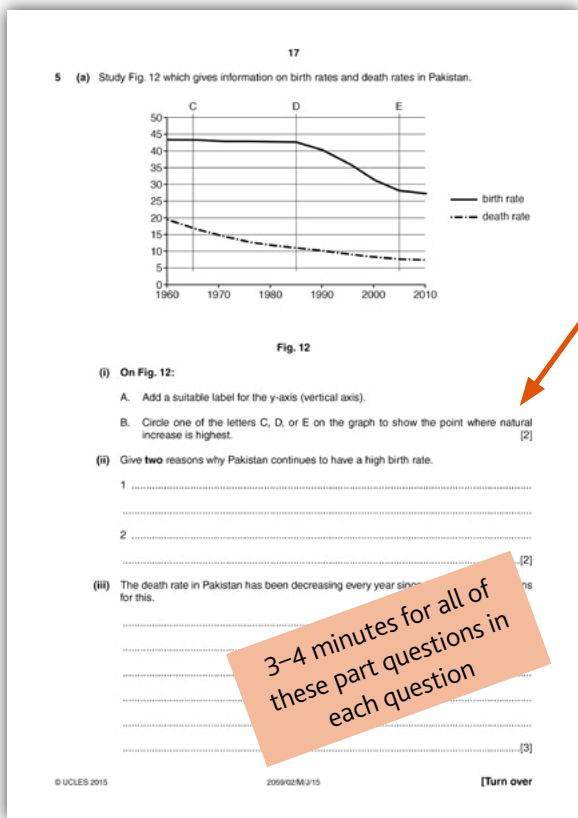 17
5 (a) Study Fig. 12 which gives information on birth rates and death rates in Pakistan.
C D E
50
45
40
35
30
25
20
15
10
5
0
1960 1970 1980 1990 2000 2010
birth rate
death rate
Fig. 12
(i) On Fig. 12:
A. Add a suitable label for the y-axis (vertical axis).
B. Circle one of the letters C, D, or E on the graph to show the point where natural
increase is highest. [2]
(ii) Give two reasons why Pakistan continues to have a high birth rate.
1
2
[2]
(iii) The death rate in Pakistan has been decreasing every year
for this.
[3]
3–4 minutes for all of
these part questions in
each question
© UCLES 2015 2059/02/M/J/15 [Turn over